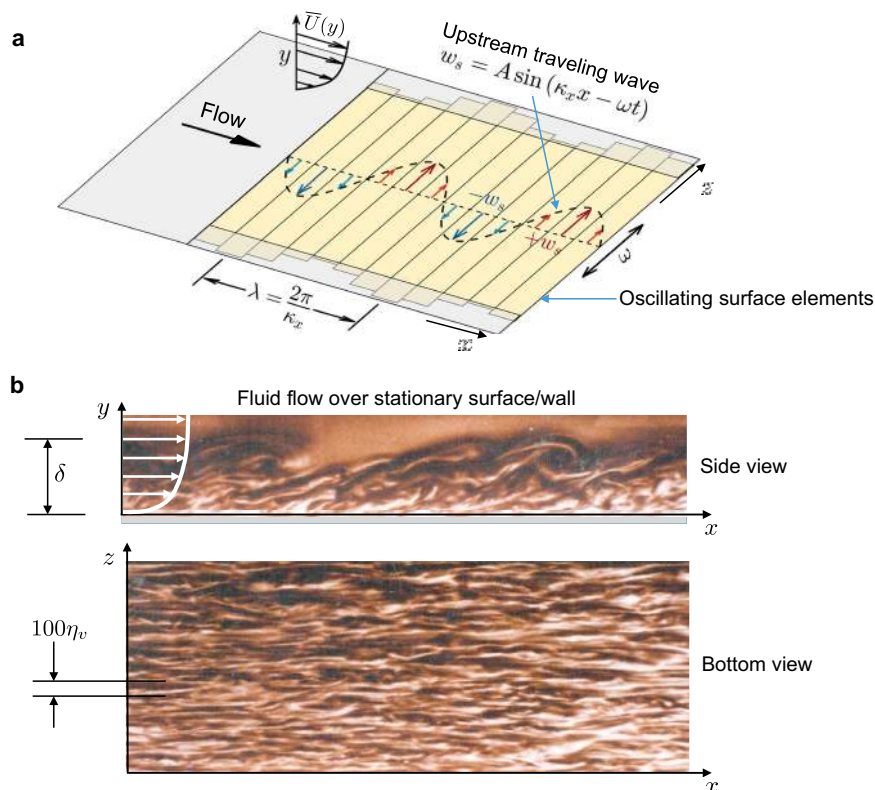 a
U̅(y)
y
Flow
Upstream traveling wave
w_s = A sin (κ_x x − ωt)
−w_s
+w_s
z
ω
λ = 2π/κ_x
Oscillating surface elements
x
b
Fluid flow over stationary surface/wall
y
δ
Side view
x
z
100η_v
Bottom view
x